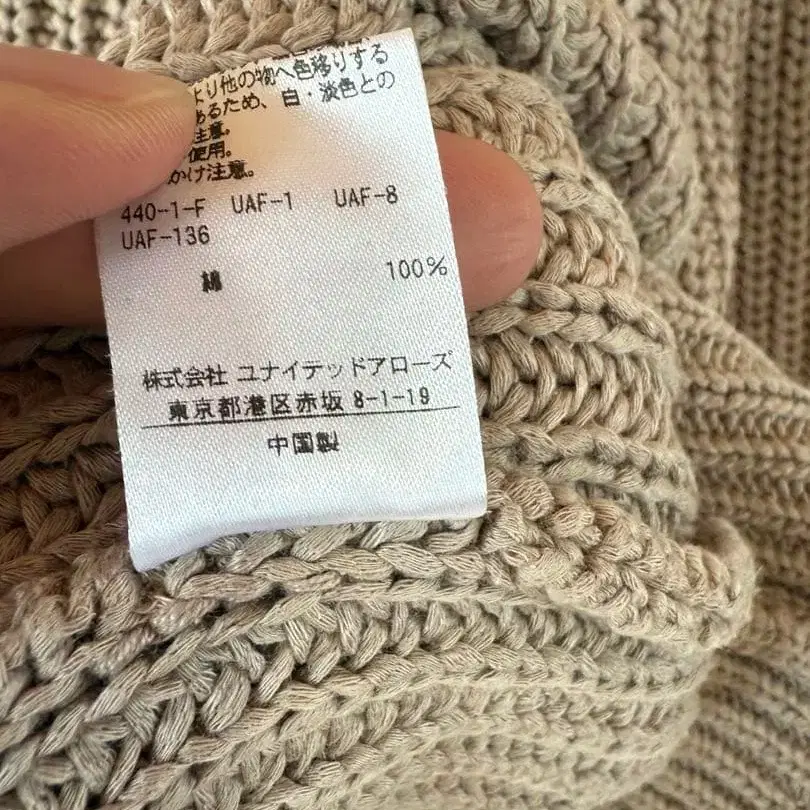 より他の物へ色移りする
あるため、白・淡色との
注意。
使用。
かけ注意。
440-1-F UAF-1 UAF-8
UAF-136
綿 100%
株式会社 ユナイテッドアローズ
東京都港区赤坂 8-1-19
中国製